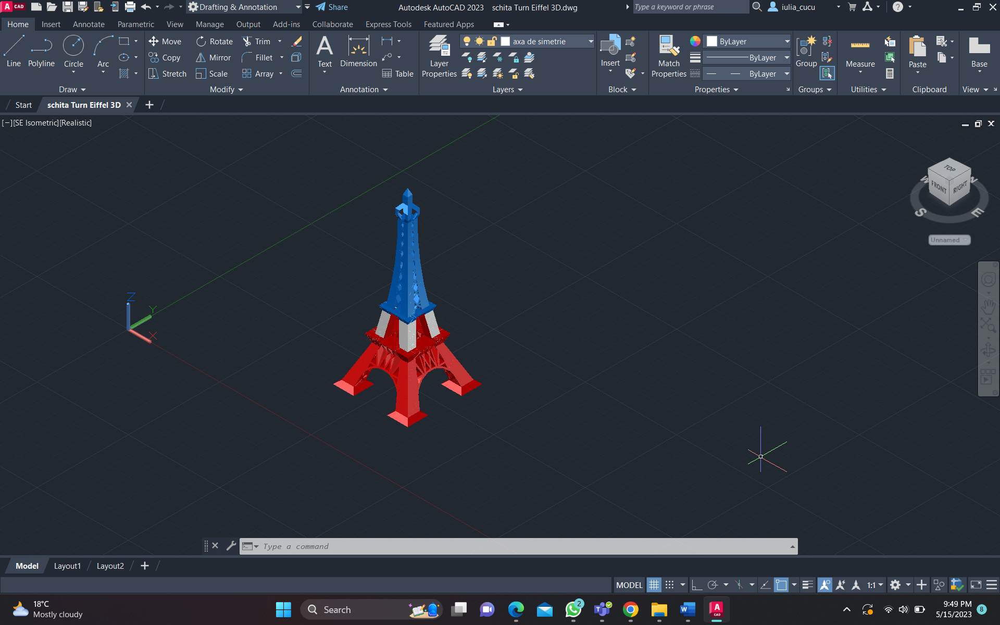 A CAD
Drafting & Annotation
Share
Autodesk AutoCAD 2023 schita Turn Eiffel 3D.dwg
Type a keyword or phrase
iulia_cucu
?
Home Insert Annotate Parametric View Manage Output Add-ins Collaborate Express Tools Featured Apps
Line Polyline Circle Arc
Move Rotate Trim
Copy Mirror Fillet
Stretch Scale Array
A
Text Dimension
Table
Layer
Properties
axa de simetrie
Insert
Match
Properties
ByLayer
ByLayer
ByLayer
Group
Measure
Paste
Base
Draw Modify Annotation Layers Block Properties Groups Utilities Clipboard View
Start schita Turn Eiffel 3D
[−][SE Isometric][Realistic]
TOP
FRONT RIGHT
W N
S E
Unnamed
Z
Y
X
Type a command
Model Layout1 Layout2
MODEL 1:1
18°C
Mostly cloudy
Search
2
W
A CAD
9:49 PM
5/15/2023
8